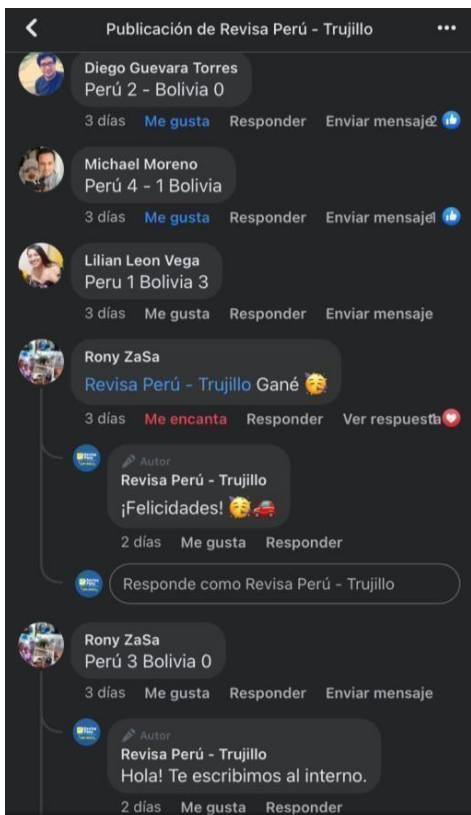 Publicación de Revisa Perú - Trujillo
Diego Guevara Torres
Perú 2 - Bolivia 0
3 días Me gusta Responder Enviar mensaje 2
Michael Moreno
Perú 4 - 1 Bolivia
3 días Me gusta Responder Enviar mensaje 1
Lilian Leon Vega
Peru 1 Bolivia 3
3 días Me gusta Responder Enviar mensaje
Rony ZaSa
Revisa Perú - Trujillo Gané 🥳
3 días Me encanta Responder Ver respuesta 1
Autor
Revisa Perú - Trujillo
¡Felicidades! 🥳🚗
2 días Me gusta Responder
Responde como Revisa Perú - Trujillo
Rony ZaSa
Perú 3 Bolivia 0
3 días Me gusta Responder Enviar mensaje
Autor
Revisa Perú - Trujillo
Hola! Te escribimos al interno.
2 días Me gusta Responder